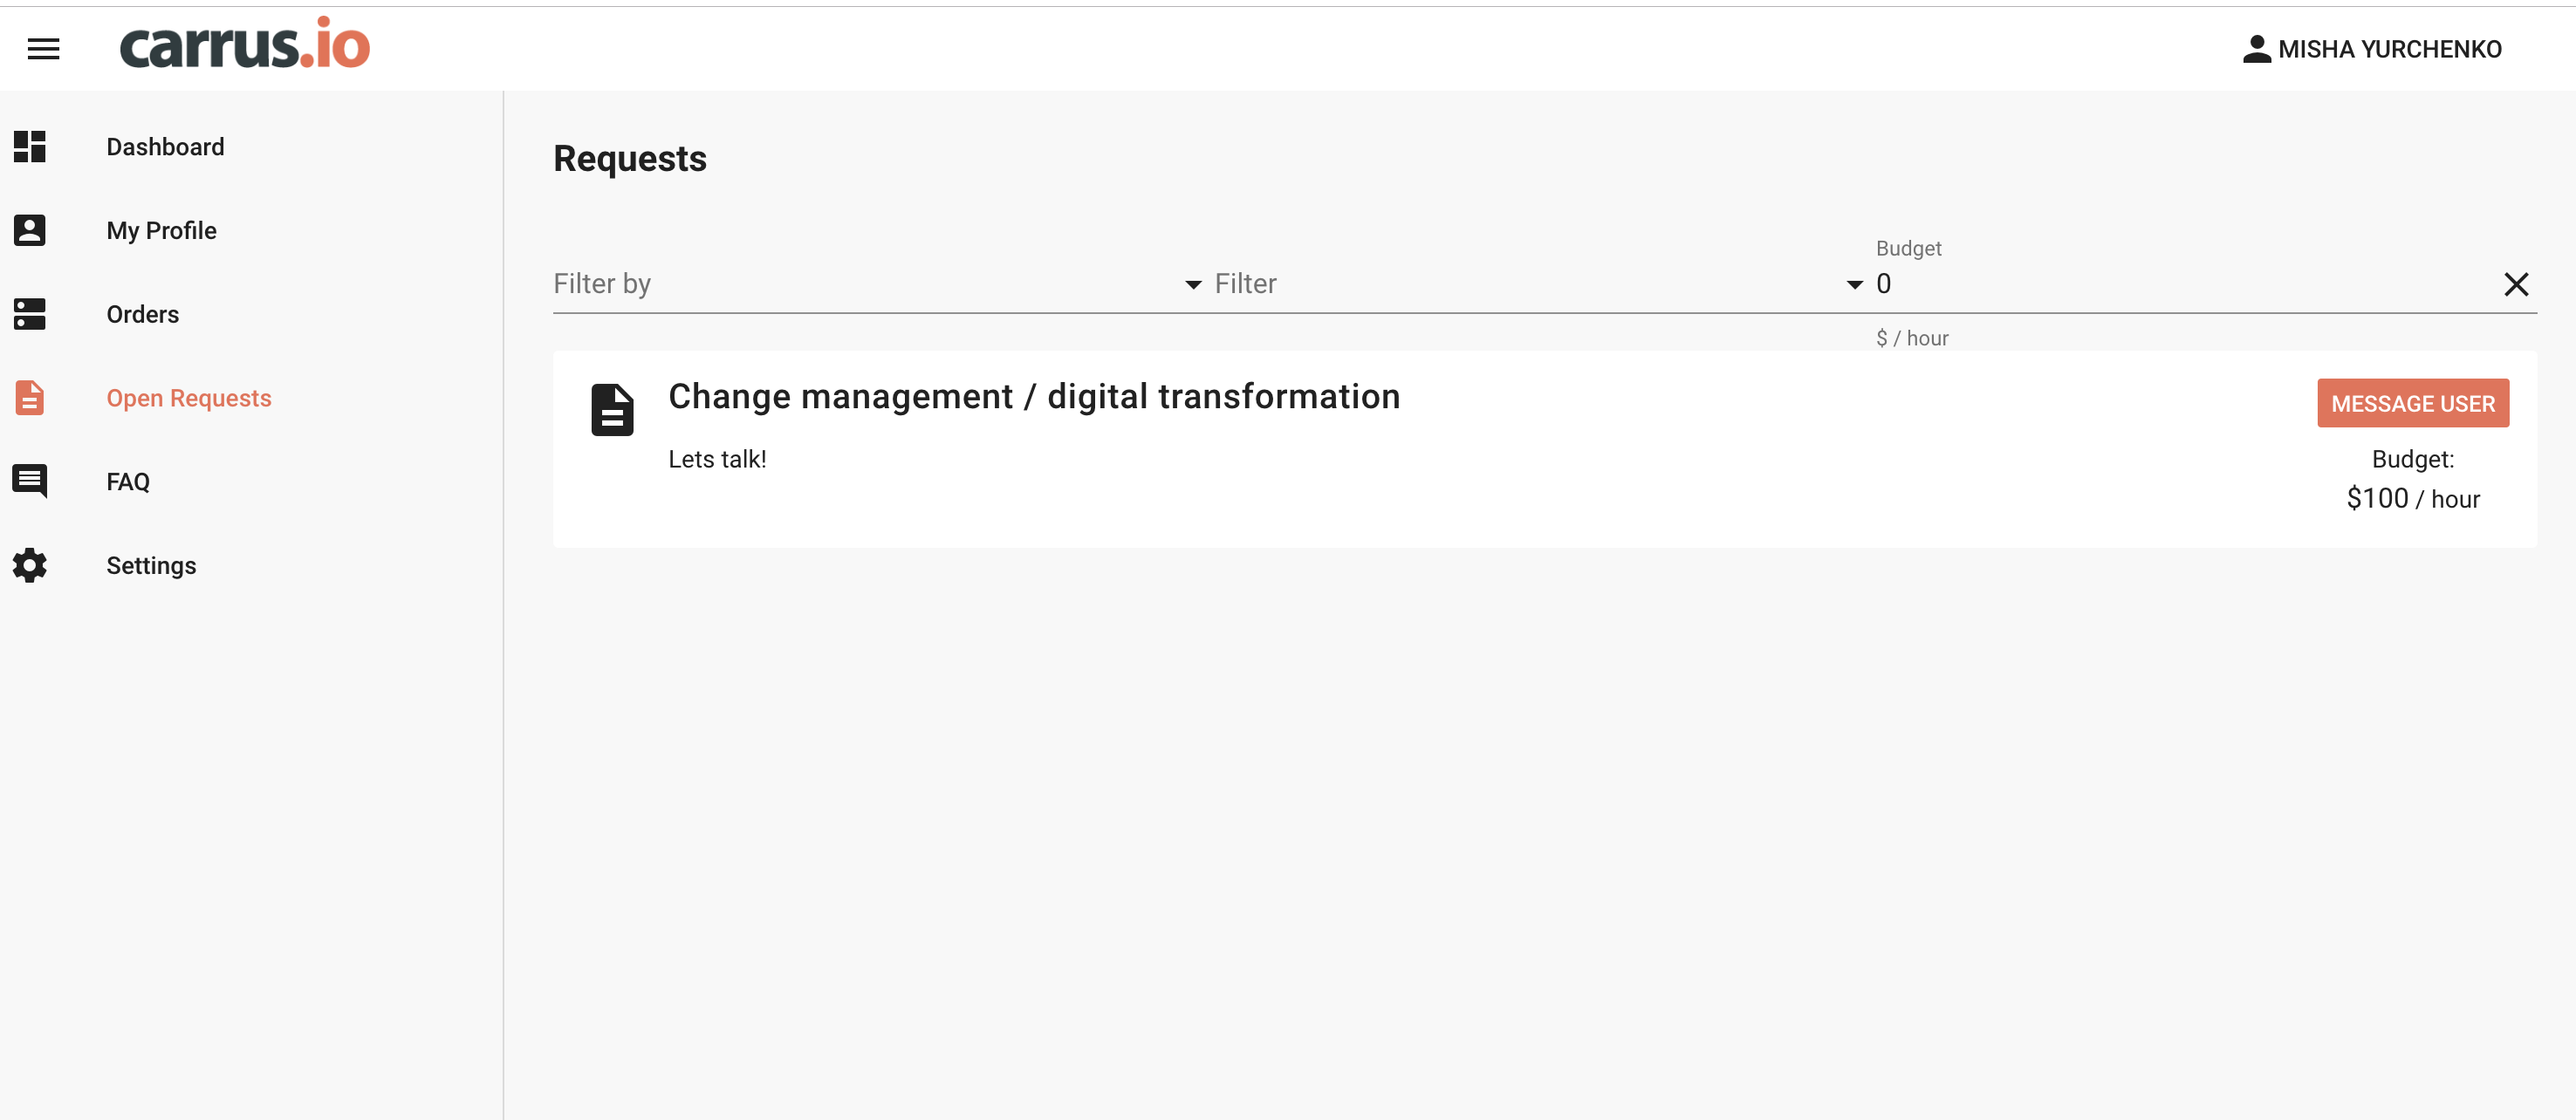 carrus.io
MISHA YURCHENKO
Dashboard
My Profile
Orders
Open Requests
FAQ
Settings
Requests
Filter by
Filter
Budget
0
$ / hour
Change management / digital transformation
Lets talk!
MESSAGE USER
Budget:
$100 / hour